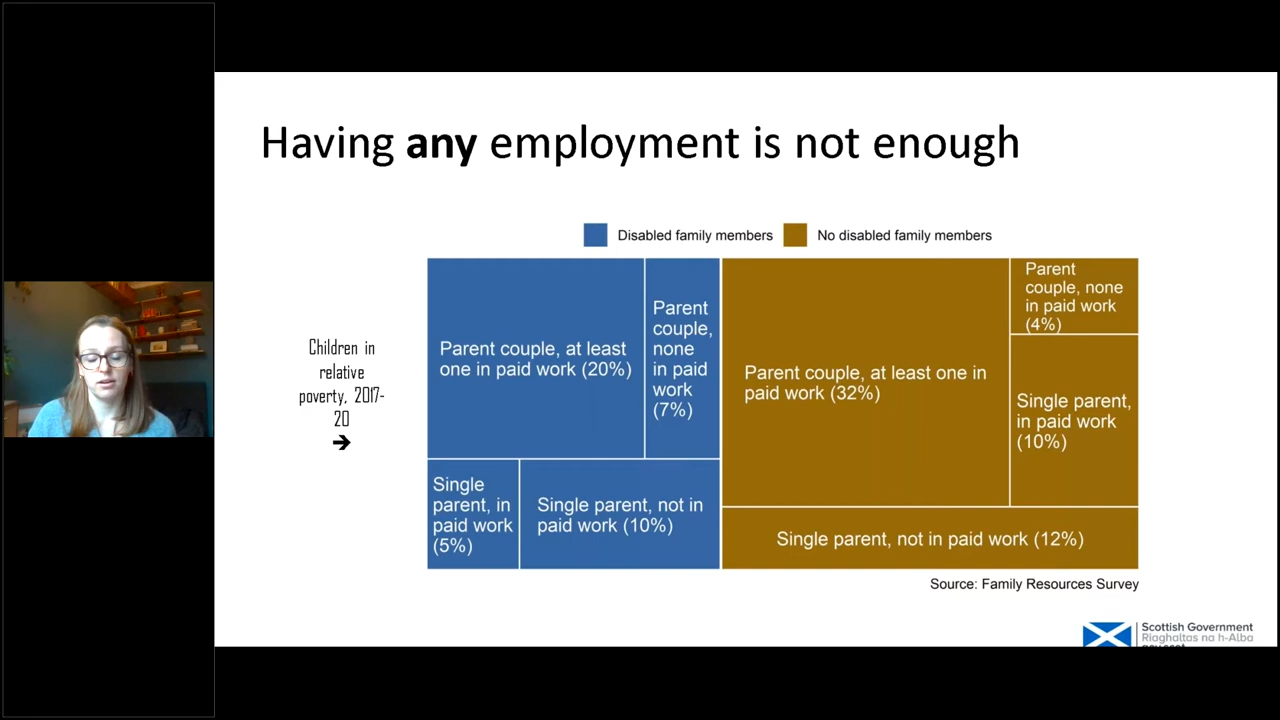 Having any employment is not enough
Disabled family members
No disabled family members
Children in
relative
poverty, 2017-
20
➔
Parent couple, at least
one in paid work (20%)
Parent
couple,
none
in paid
work
(7%)
Single
parent, in
paid work
(5%)
Single parent, not in
paid work (10%)
Parent couple, at least one in
paid work (32%)
Parent
couple, none
in paid work
(4%)
Single parent,
in paid work
(10%)
Single parent, not in paid work (12%)
Source: Family Resources Survey
Scottish Government
Riaghaltas na h-Alba